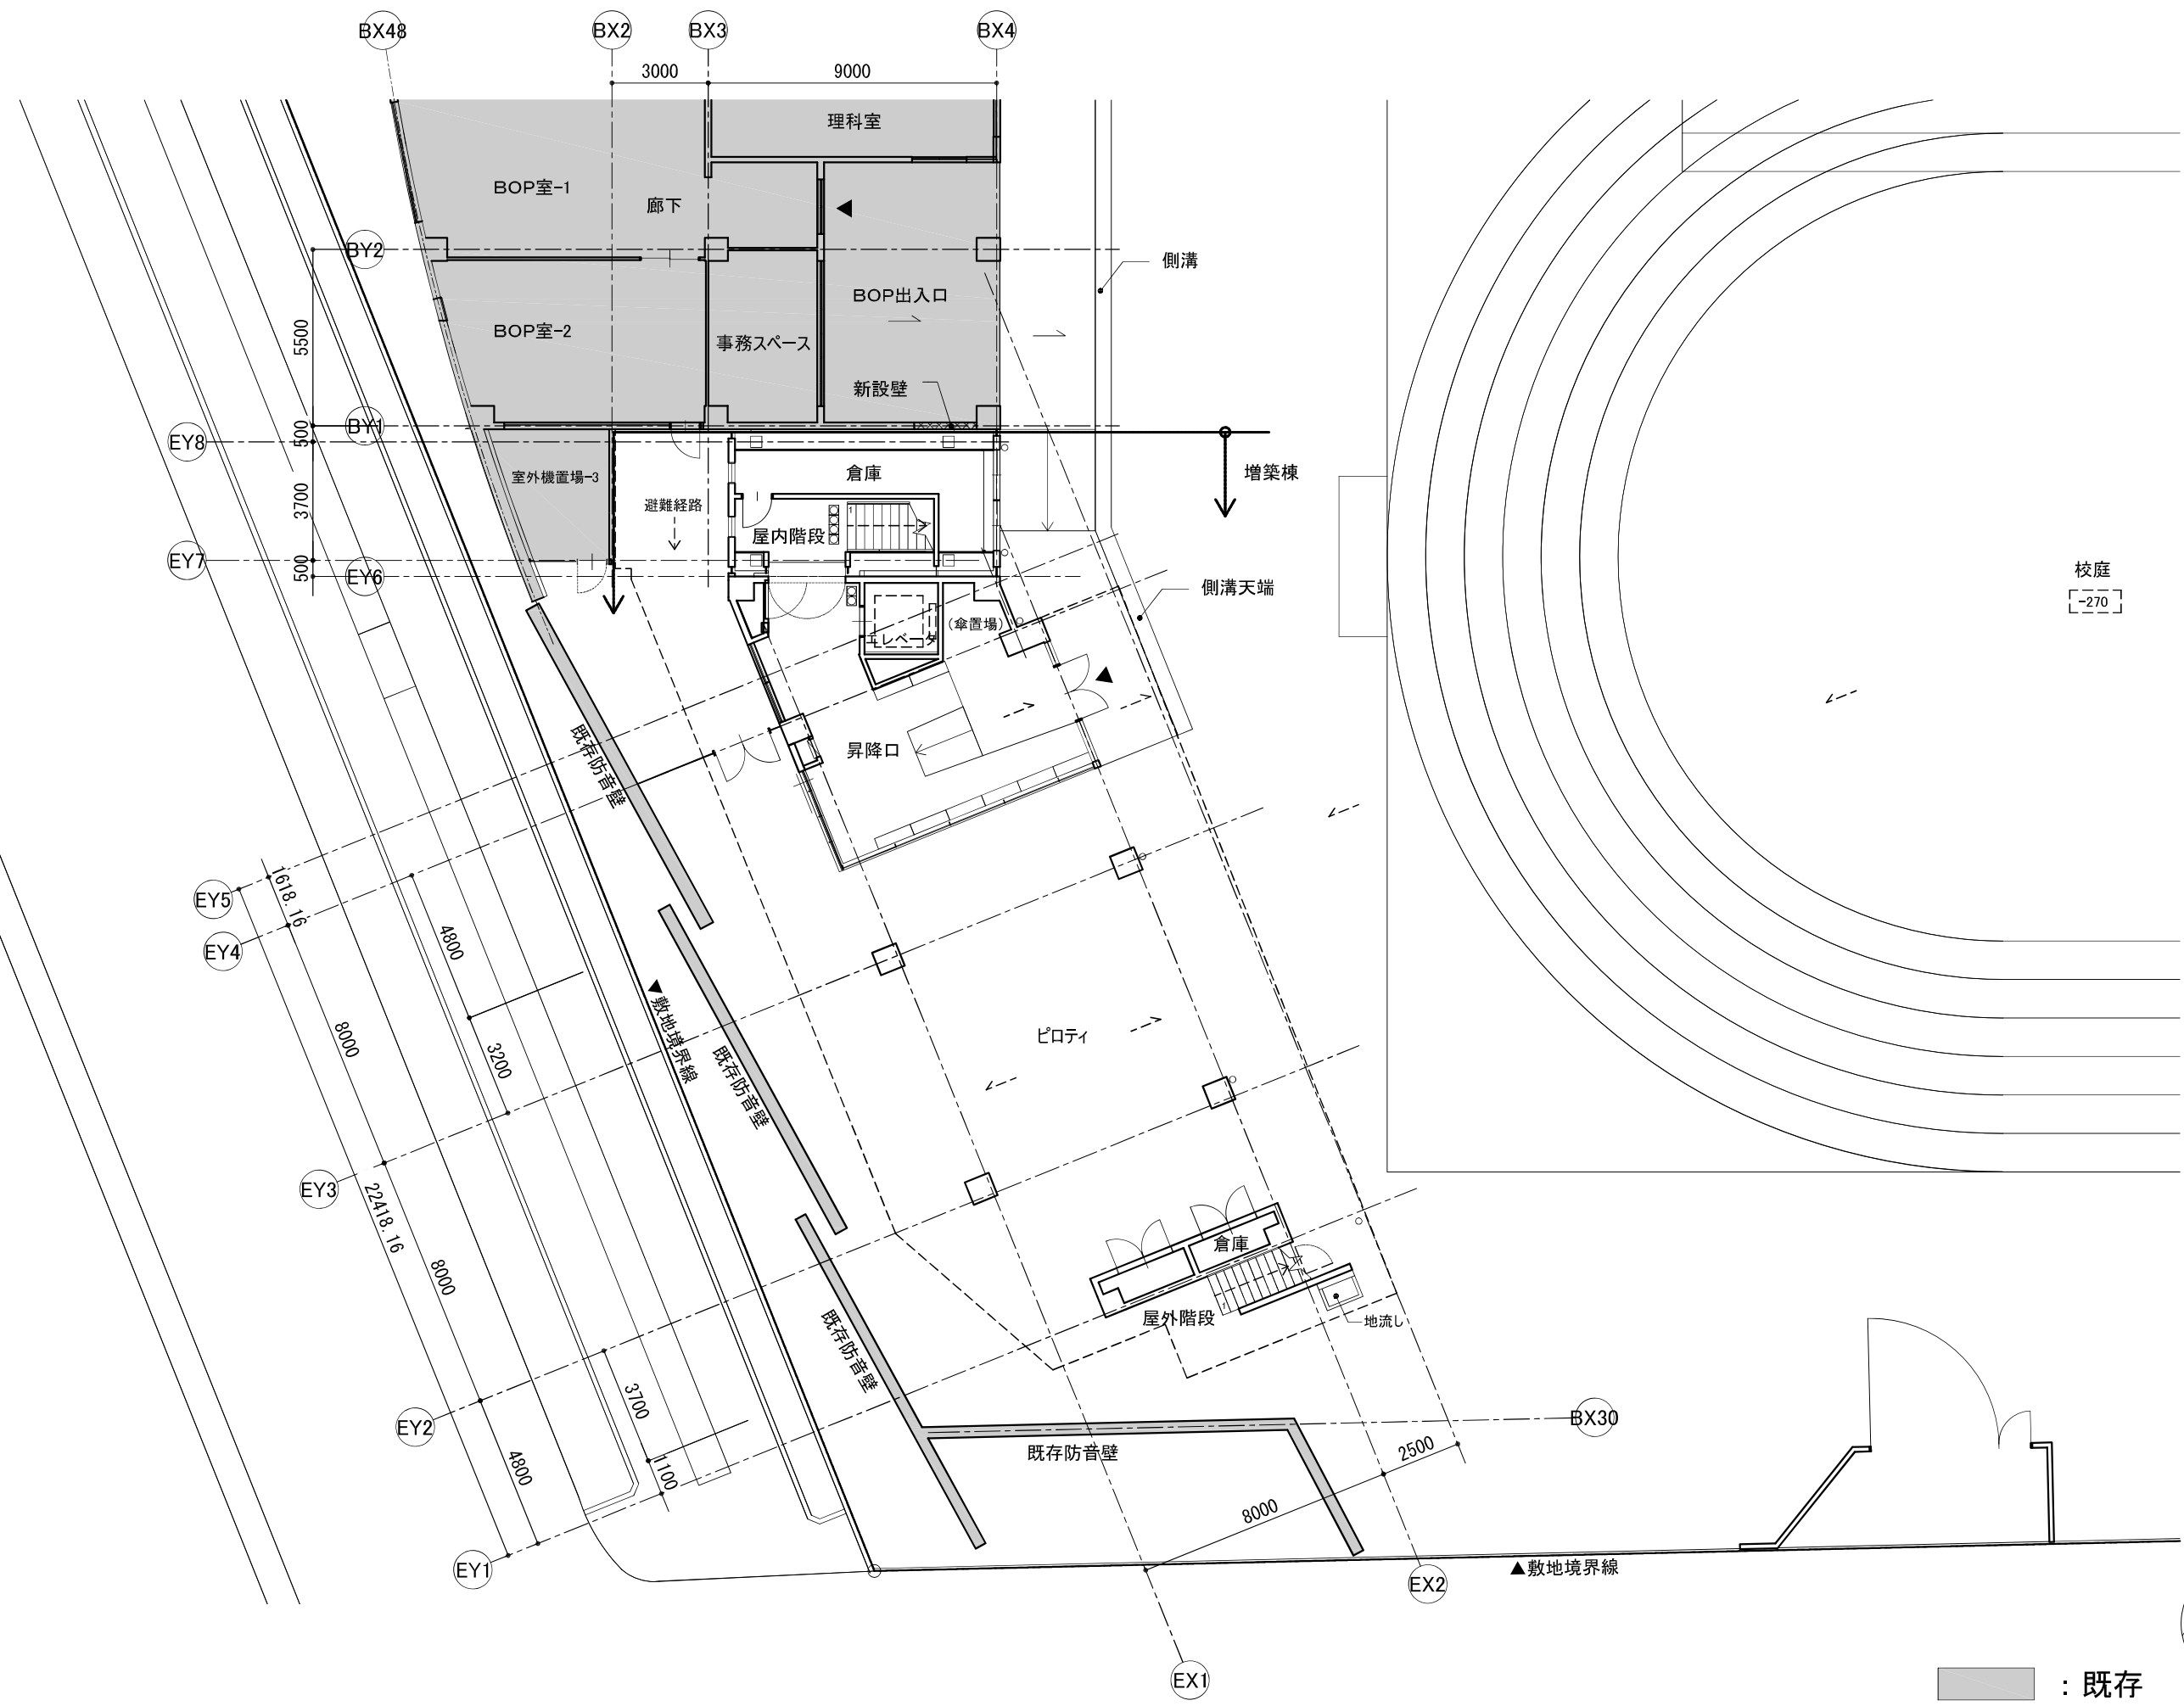 BX48
BX2
BX3
BX4
3000
9000
理科室
BOP室-1
廊下
BY2
側溝
BOP出入口
5500
BOP室-2
事務スペース
新設壁
BY1
500
EY8
増築棟
倉庫
室外機置場-3
3700
避難経路
屋内階段
1
EY7
500
EY6
側溝天端
校庭
-270
(傘置場)
エレベータ
既存防音壁
昇降口
EY5
1618.16
EY4
4800
8000
3200
▲敷地境界線
既存防音壁
ピロティ
EY3
22418.16
8000
倉庫
1
屋外階段
地流し
既存防音壁
3700
EY2
4800
1100
BX30
既存防音壁
2500
8000
EY1
EX2
▲敷地境界線
EX1
：既存